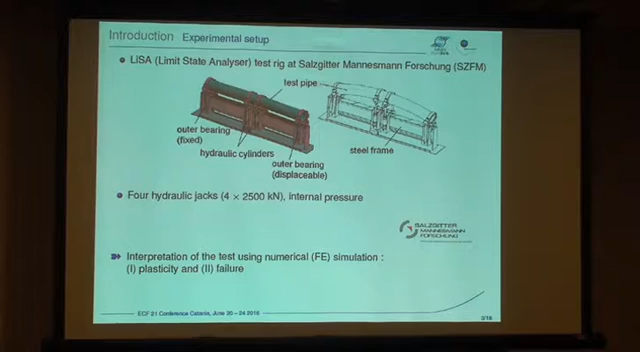 Introduction Experimental setup
LiSA (Limit State Analyser) test rig at Salzgitter Mannesmann Forschung (SZFM)
test pipe
outer bearing
(fixed)
hydraulic cylinders
outer bearing
(displaceable)
steel frame
Four hydraulic jacks (4 × 2500 kN), internal pressure
SALZGITTER
MANNESMANN
FORSCHUNG
Interpretation of the test using numerical (FE) simulation :
(I) plasticity and (II) failure
ECF 21 Conference Catania, June 20 – 24 2016
3/16